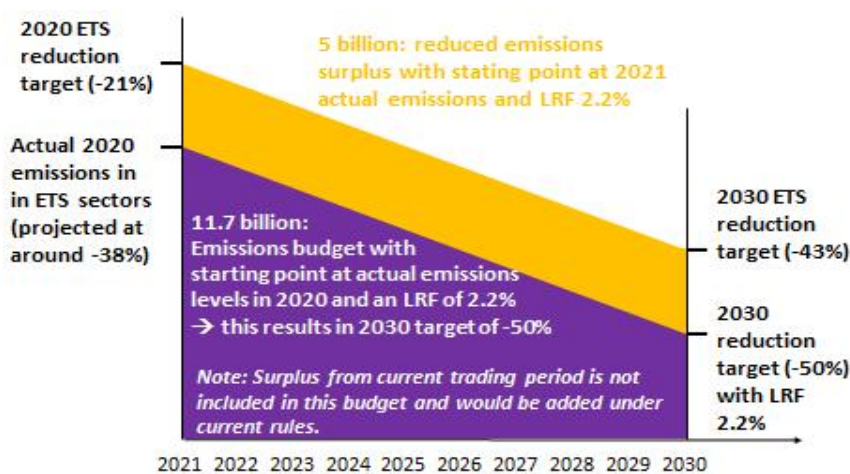 2020 ETS
reduction
target (-21%)
5 billion: reduced emissions
surplus with stating point at 2021
actual emissions and LRF 2.2%
Actual 2020
emissions in
in ETS sectors
(projected at
around -38%)
11.7 billion:
Emissions budget with
starting point at actual emissions
levels in 2020 and an LRF of 2.2%
→ this results in 2030 target of -50%
Note: Surplus from current trading period is not
included in this budget and would be added under
current rules.
2030 ETS
reduction
target (-43%)
2030
reduction
target (-50%)
with LRF
2.2%
2021 2022 2023 2024 2025 2026 2027 2028 2029 2030